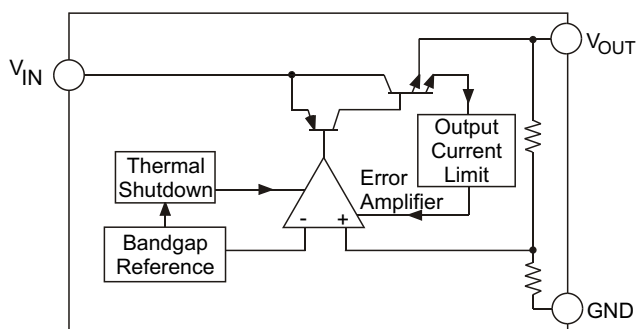 VIN
VOUT
Output
Current
Limit
Thermal
Shutdown
Error
Amplifier
- +
Bandgap
Reference
GND